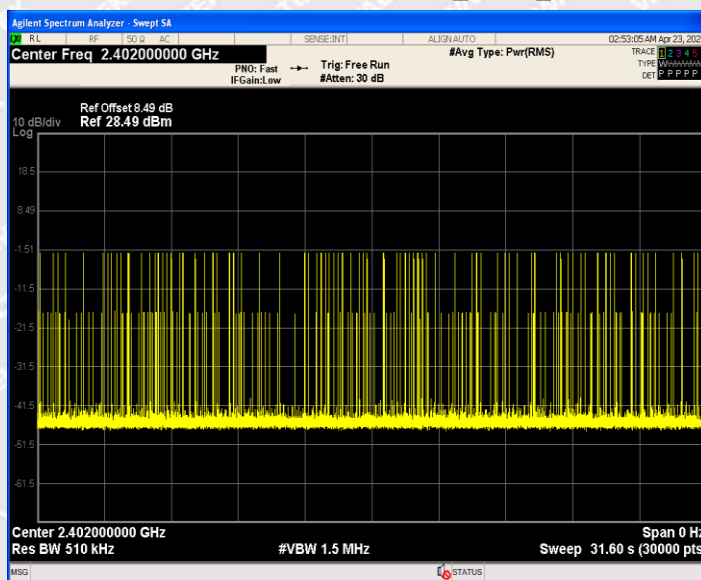 Agilent Spectrum Analyzer - Swept SA
RL RF 50 Ω AC SENSE:INT ALIGN AUTO 02:53:05 AM Apr 23, 202
Center Freq 2.402000000 GHz #Avg Type: Pwr(RMS) TRACE 1 2 3 4 5
PNO: Fast Trig: Free Run TYPE
IFGain:Low #Atten: 30 dB DET P P P P P
Ref Offset 8.49 dB
10 dB/div Ref 28.49 dBm
Log
18.5
8.49
-1.51
-11.5
-21.5
-31.5
-41.5
-51.5
-61.5
Center 2.402000000 GHz Span 0 Hz
Res BW 510 kHz #VBW 1.5 MHz Sweep 31.60 s (30000 pts
MSG STATUS